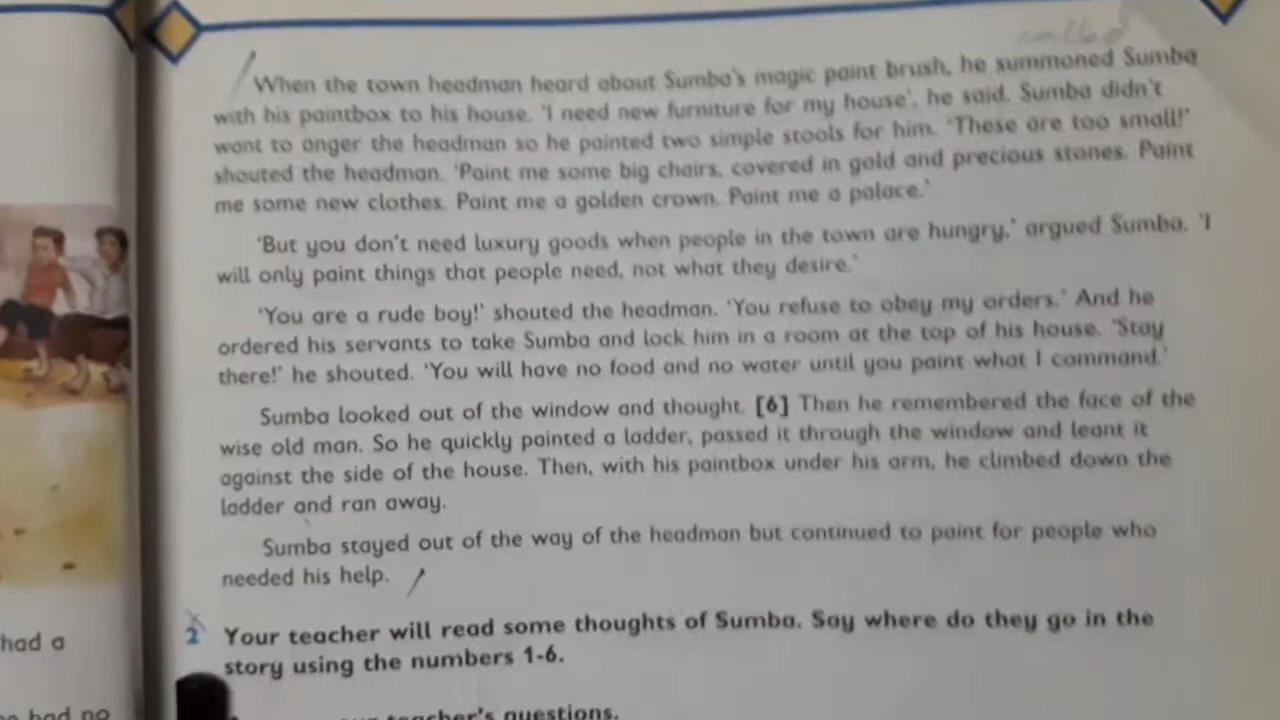 called
When the town headman heard about Sumba's magic paint brush, he summoned Sumba
with his paintbox to his house. 'I need new furniture for my house', he said. Sumba didn't
want to anger the headman so he painted two simple stools for him. 'These are too small!'
shouted the headman. 'Paint me some big chairs, covered in gold and precious stones. Paint
me some new clothes. Paint me a golden crown. Paint me a palace.'
'But you don't need luxury goods when people in the town are hungry,' argued Sumba. 'I
will only paint things that people need, not what they desire.'
'You are a rude boy!' shouted the headman. 'You refuse to obey my orders.' And he
ordered his servants to take Sumba and lock him in a room at the top of his house. 'Stay
there!' he shouted. 'You will have no food and no water until you paint what I command.'
Sumba looked out of the window and thought. [6] Then he remembered the face of the
wise old man. So he quickly painted a ladder, passed it through the window and leant it
against the side of the house. Then, with his paintbox under his arm, he climbed down the
ladder and ran away.
Sumba stayed out of the way of the headman but continued to paint for people who
needed his help.
had a
2 Your teacher will read some thoughts of Sumba. Say where do they go in the
story using the numbers 1-6.
had no
teacher's questions.